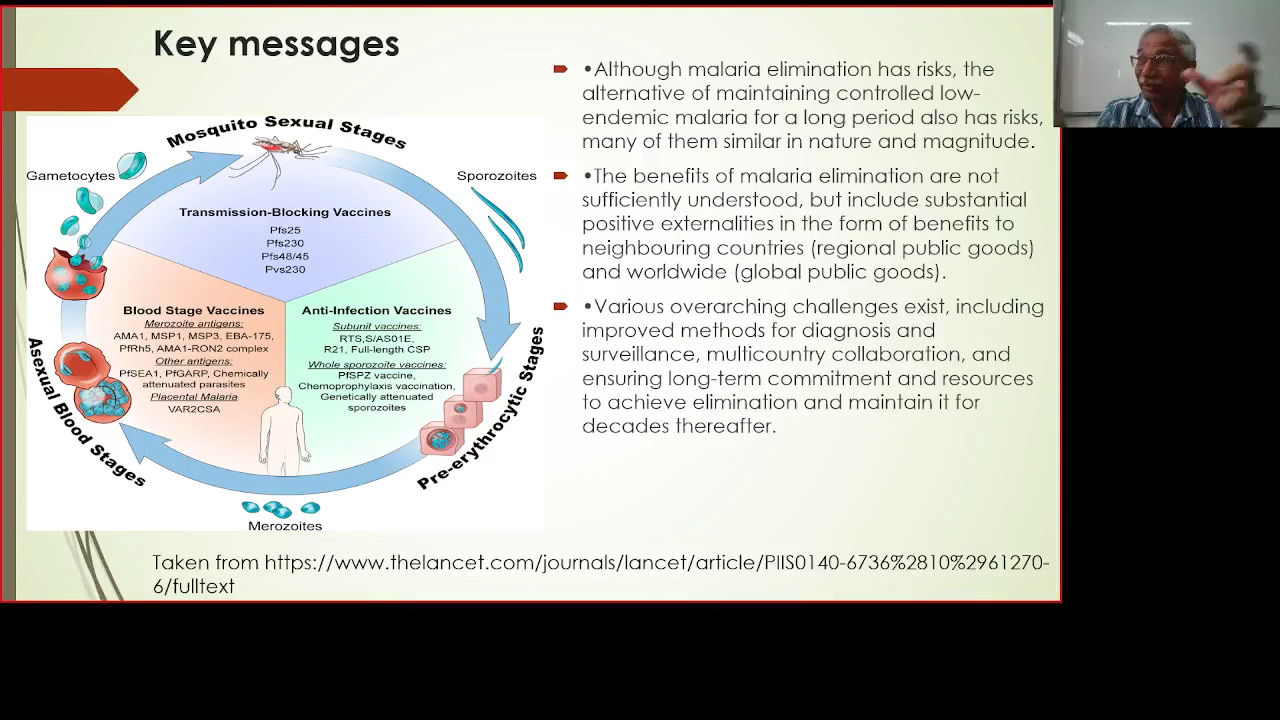 Key messages
Mosquito Sexual Stages
Gametocytes
Sporozoites
Transmission-Blocking Vaccines
Pfs25
Pfs230
Pfs48/45
Pvs230
Blood Stage Vaccines
Merozoite antigens:
AMA1, MSP1, MSP3, EBA-175,
PfRh5, AMA1-RON2 complex
Other antigens:
PfSEA1, PfGARP, Chemically
attenuated parasites
Placental Malaria
VAR2CSA
Anti-Infection Vaccines
Subunit vaccines:
RTS,S/AS01E,
R21, Full-length CSP
Whole sporozoite vaccines:
PfSPZ vaccine,
Chemoprophylaxis vaccination,
Genetically attenuated
sporozoites
Asexual Blood Stages
Pre-erythrocytic Stages
Merozoites
•Although malaria elimination has risks, the
alternative of maintaining controlled low-
endemic malaria for a long period also has risks,
many of them similar in nature and magnitude.
•The benefits of malaria elimination are not
sufficiently understood, but include substantial
positive externalities in the form of benefits to
neighbouring countries (regional public goods)
and worldwide (global public goods).
•Various overarching challenges exist, including
improved methods for diagnosis and
surveillance, multicountry collaboration, and
ensuring long-term commitment and resources
to achieve elimination and maintain it for
decades thereafter.
Taken from https://www.thelancet.com/journals/lancet/article/PIIS0140-6736%2810%2961270-
6/fulltext